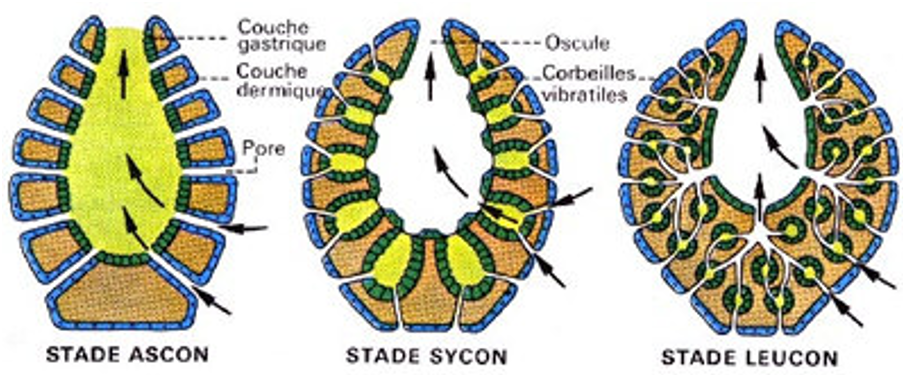 Couche
gastrique
Couche
dermique
Pore
Oscule
Corbeilles
vibratiles
STADE ASCON
STADE SYCON
STADE LEUCON